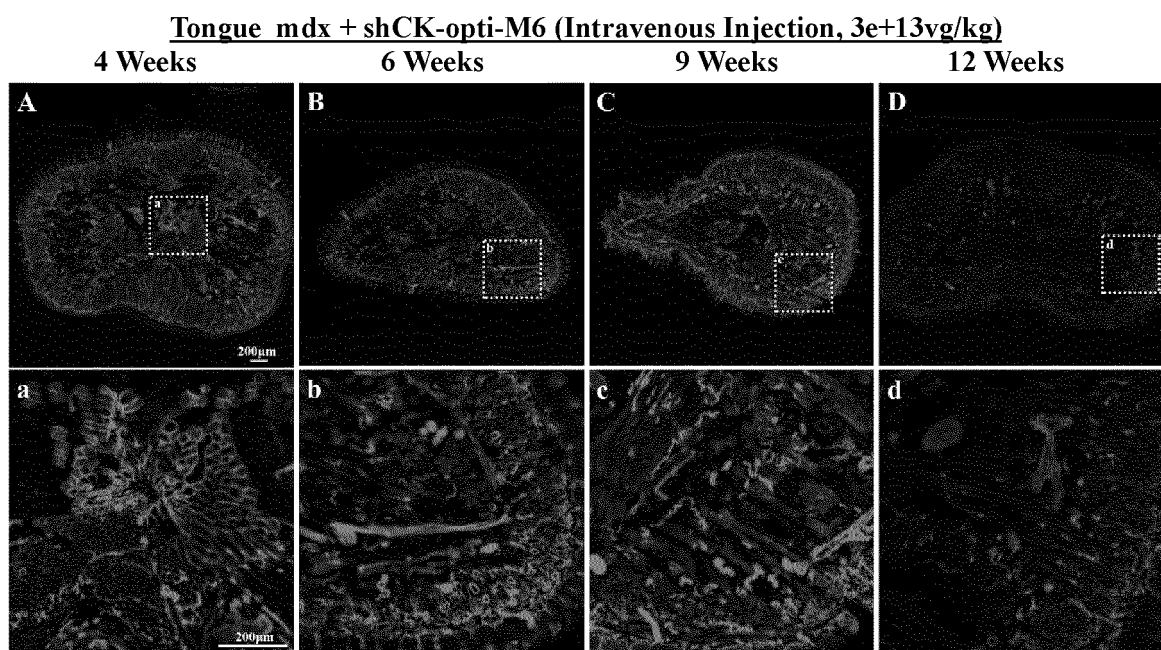 Tongue mdx + shCK-opti-M6 (Intravenous Injection, 3e+13vg/kg)
4 Weeks 6 Weeks 9 Weeks 12 Weeks
A B C D
a b c d
200μm
a b c d
200μm